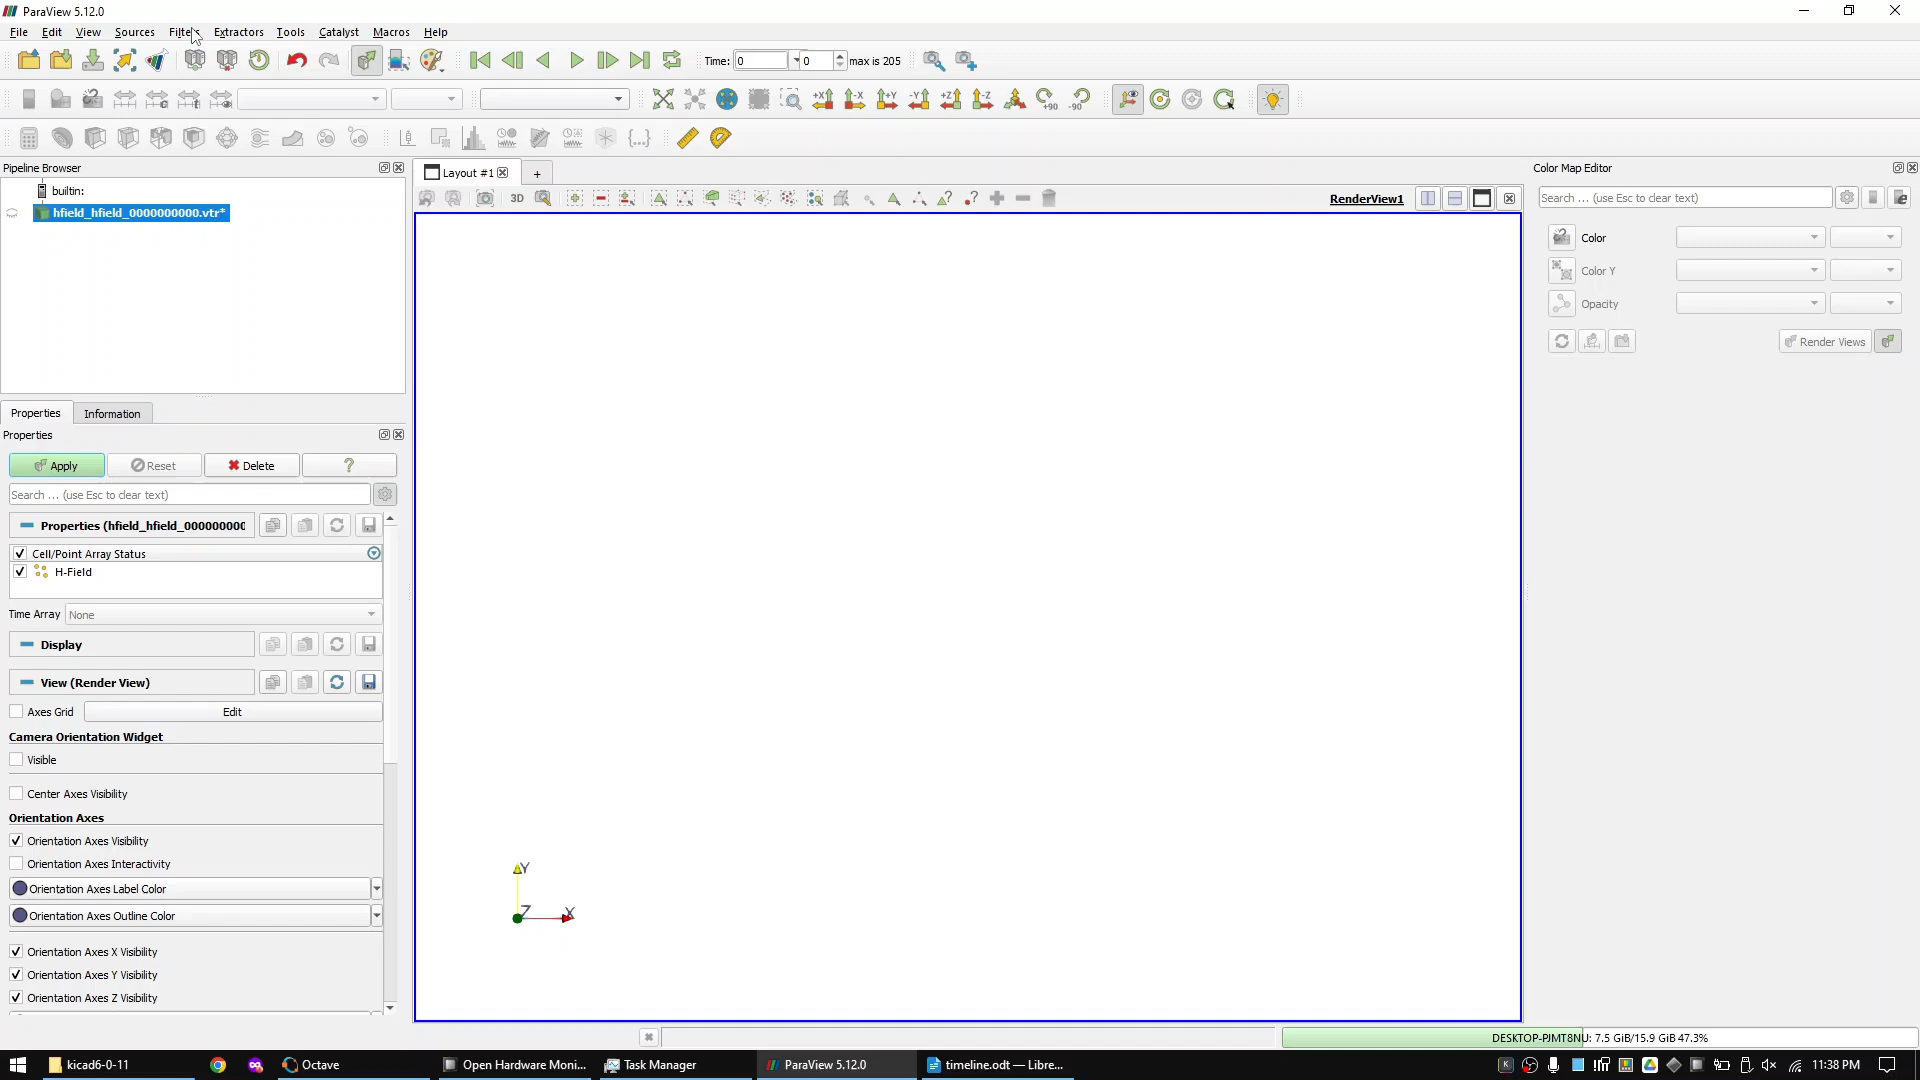 ParaView 5.12.0
File Edit View Sources Filters Extractors Tools Catalyst Macros Help
Time: 0 0 max is 205
+X -X +Y -Y +Z -Z +90 -90
Pipeline Browser
builtin:
hfield_hfield_0000000000.vtr*
Properties Information
Properties
Apply Reset Delete ?
Search ... (use Esc to clear text)
Properties (hfield_hfield_000000000
Cell/Point Array Status
H-Field
Time Array None
Display
View (Render View)
Axes Grid Edit
Camera Orientation Widget
Visible
Center Axes Visibility
Orientation Axes
Orientation Axes Visibility
Orientation Axes Interactivity
Orientation Axes Label Color
Orientation Axes Outline Color
Orientation Axes X Visibility
Orientation Axes Y Visibility
Orientation Axes Z Visibility
Layout #1 +
3D RenderView1
Y
Z X
Color Map Editor
Search ... (use Esc to clear text)
Color
Color Y
Opacity
Render Views
DESKTOP-PJMT8NU: 7.5 GiB/15.9 GiB 47.3%
kicad6-0-11 Octave Open Hardware Moni... Task Manager ParaView 5.12.0 timeline.odt — Libre... 11:38 PM